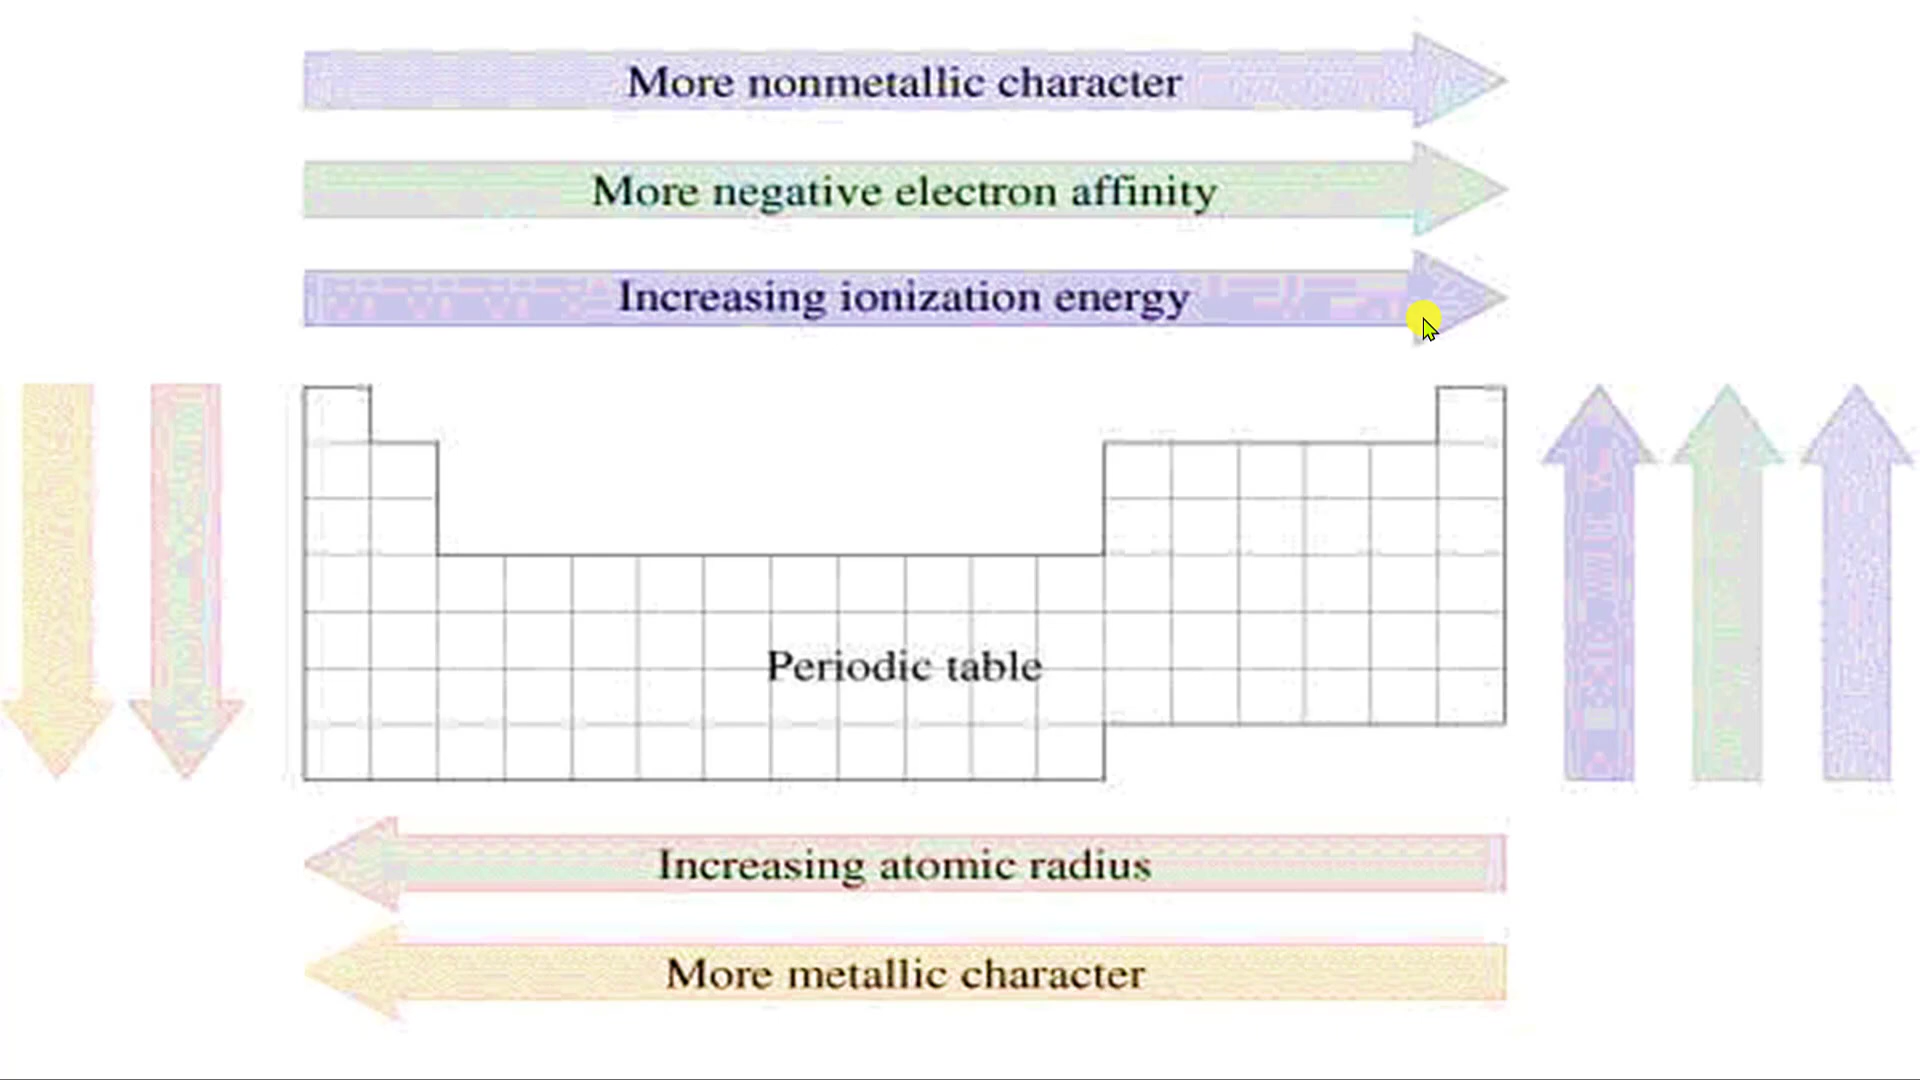 More nonmetallic character
More negative electron affinity
Increasing ionization energy
Periodic table
Increasing atomic radius
More metallic character